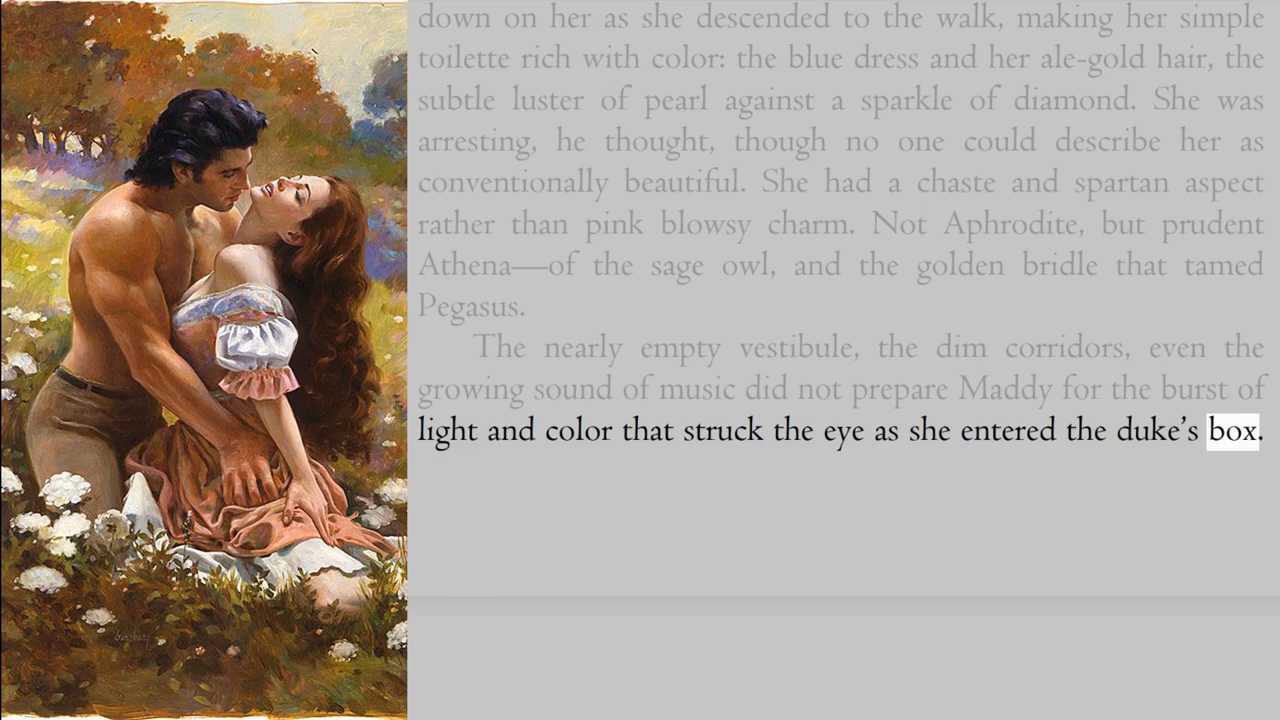 down on her as she descended to the walk, making her simple
toilette rich with color: the blue dress and her ale-gold hair, the
subtle luster of pearl against a sparkle of diamond. She was
arresting, he thought, though no one could describe her as
conventionally beautiful. She had a chaste and spartan aspect
rather than pink blowsy charm. Not Aphrodite, but prudent
Athena—of the sage owl, and the golden bridle that tamed
Pegasus.
The nearly empty vestibule, the dim corridors, even the
growing sound of music did not prepare Maddy for the burst of
light and color that struck the eye as she entered the duke’s box.